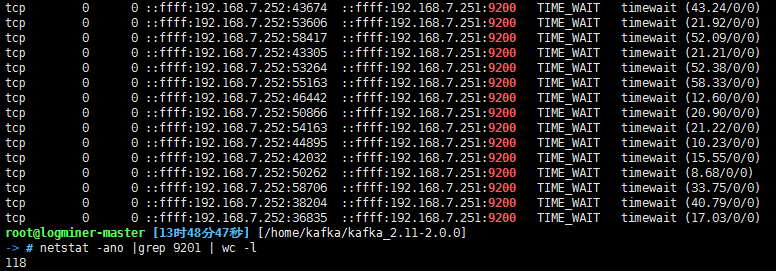 tcp 0 0 ::ffff:192.168.7.252:43674 ::ffff:192.168.7.251:9200 TIME_WAIT timewait (43.24/0/0)
tcp 0 0 ::ffff:192.168.7.252:53606 ::ffff:192.168.7.251:9200 TIME_WAIT timewait (21.92/0/0)
tcp 0 0 ::ffff:192.168.7.252:58417 ::ffff:192.168.7.251:9200 TIME_WAIT timewait (52.09/0/0)
tcp 0 0 ::ffff:192.168.7.252:43305 ::ffff:192.168.7.251:9200 TIME_WAIT timewait (21.21/0/0)
tcp 0 0 ::ffff:192.168.7.252:53264 ::ffff:192.168.7.251:9200 TIME_WAIT timewait (52.38/0/0)
tcp 0 0 ::ffff:192.168.7.252:55163 ::ffff:192.168.7.251:9200 TIME_WAIT timewait (58.33/0/0)
tcp 0 0 ::ffff:192.168.7.252:46442 ::ffff:192.168.7.251:9200 TIME_WAIT timewait (12.60/0/0)
tcp 0 0 ::ffff:192.168.7.252:50866 ::ffff:192.168.7.251:9200 TIME_WAIT timewait (20.90/0/0)
tcp 0 0 ::ffff:192.168.7.252:54163 ::ffff:192.168.7.251:9200 TIME_WAIT timewait (21.22/0/0)
tcp 0 0 ::ffff:192.168.7.252:44895 ::ffff:192.168.7.251:9200 TIME_WAIT timewait (10.23/0/0)
tcp 0 0 ::ffff:192.168.7.252:42032 ::ffff:192.168.7.251:9200 TIME_WAIT timewait (15.55/0/0)
tcp 0 0 ::ffff:192.168.7.252:50262 ::ffff:192.168.7.251:9200 TIME_WAIT timewait (8.68/0/0)
tcp 0 0 ::ffff:192.168.7.252:58706 ::ffff:192.168.7.251:9200 TIME_WAIT timewait (33.75/0/0)
tcp 0 0 ::ffff:192.168.7.252:38204 ::ffff:192.168.7.251:9200 TIME_WAIT timewait (40.79/0/0)
tcp 0 0 ::ffff:192.168.7.252:36835 ::ffff:192.168.7.251:9200 TIME_WAIT timewait (17.03/0/0)
root@logminer-master [13时48分47秒] [/home/kafka/kafka_2.11-2.0.0]
-> # netstat -ano |grep 9201 | wc -l
118